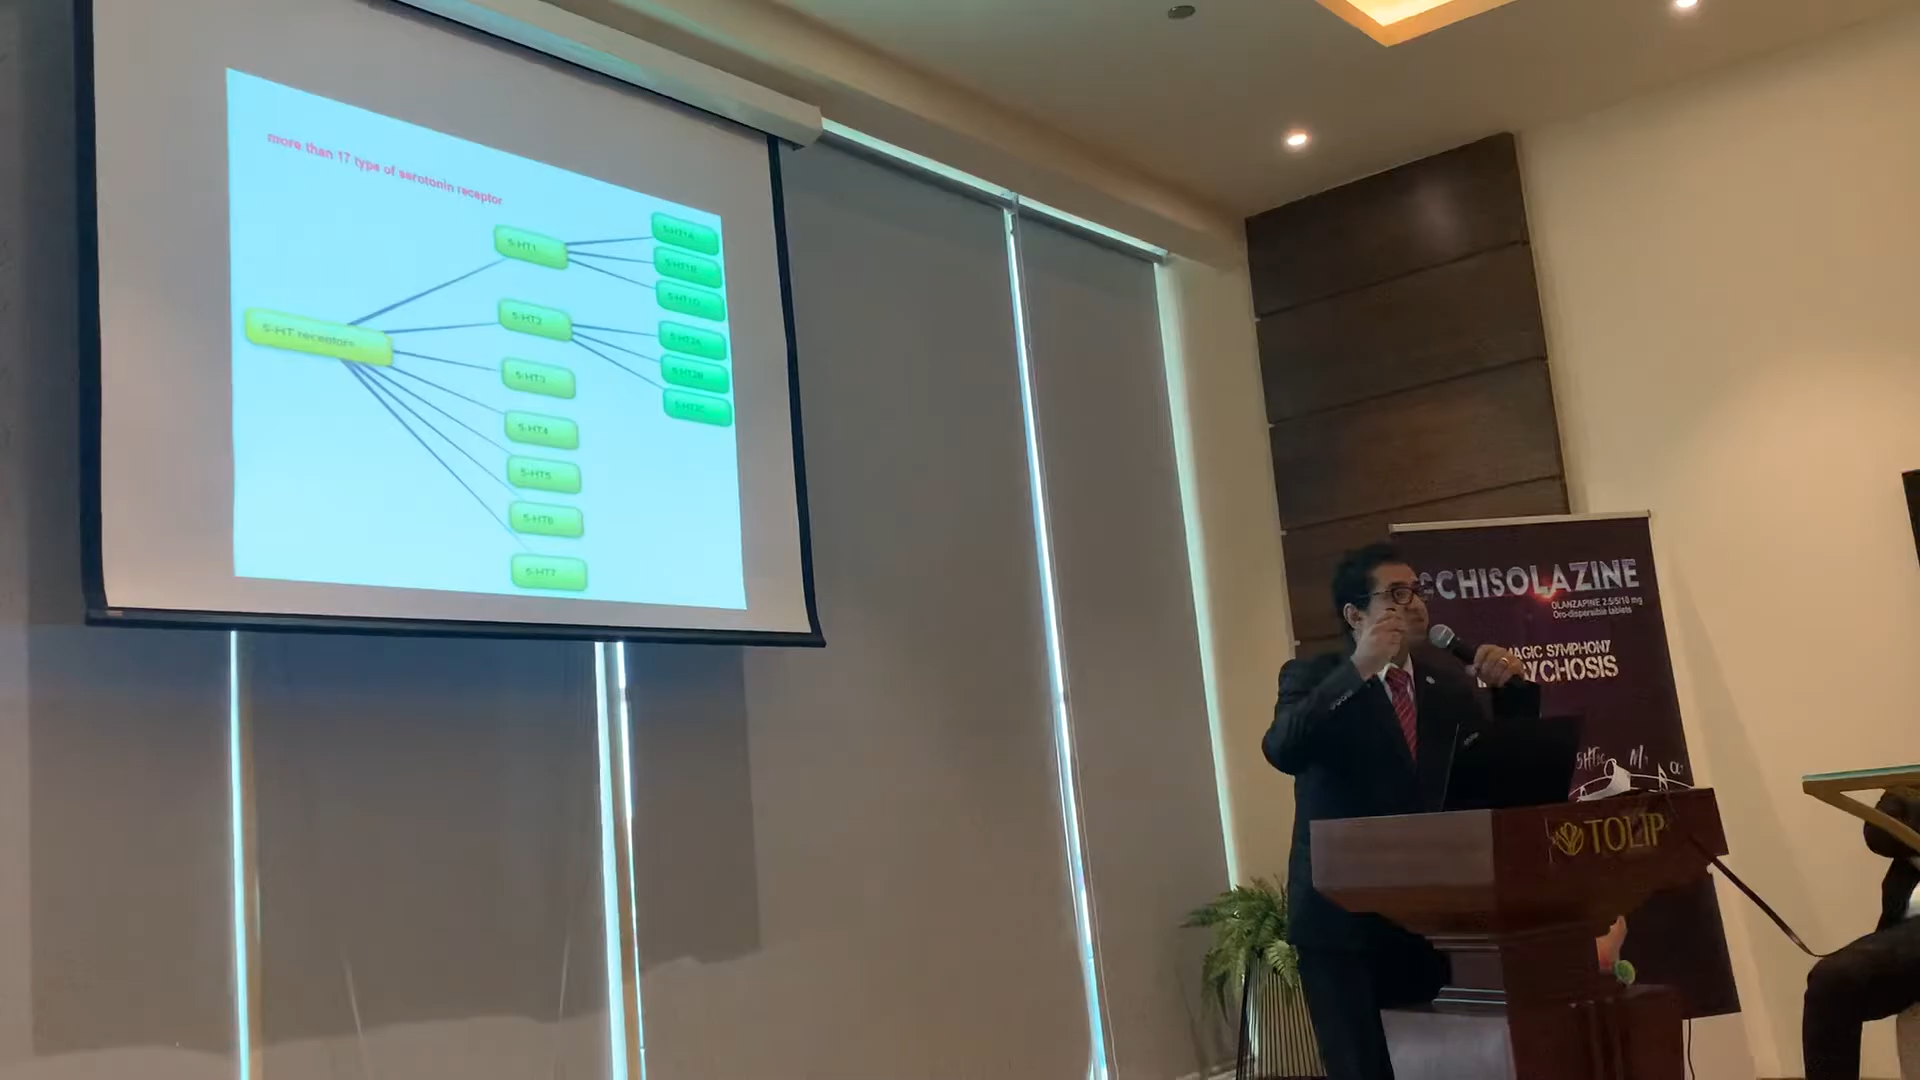 more than 17 type of serotonin receptor
5-HT receptors
5-HT1
5-HT2
5-HT3
5-HT4
5-HT5
5-HT6
5-HT7
5-HT1A
5-HT1B
5-HT1D
5-HT2A
5-HT2B
5-HT2C
SCHISOLAZINE
OLANZAPINE 2.5/5/10 mg
Oro-dispersible tablets
MAGIC SYMPHONY
PSYCHOSIS
5HT2C
TOLIP